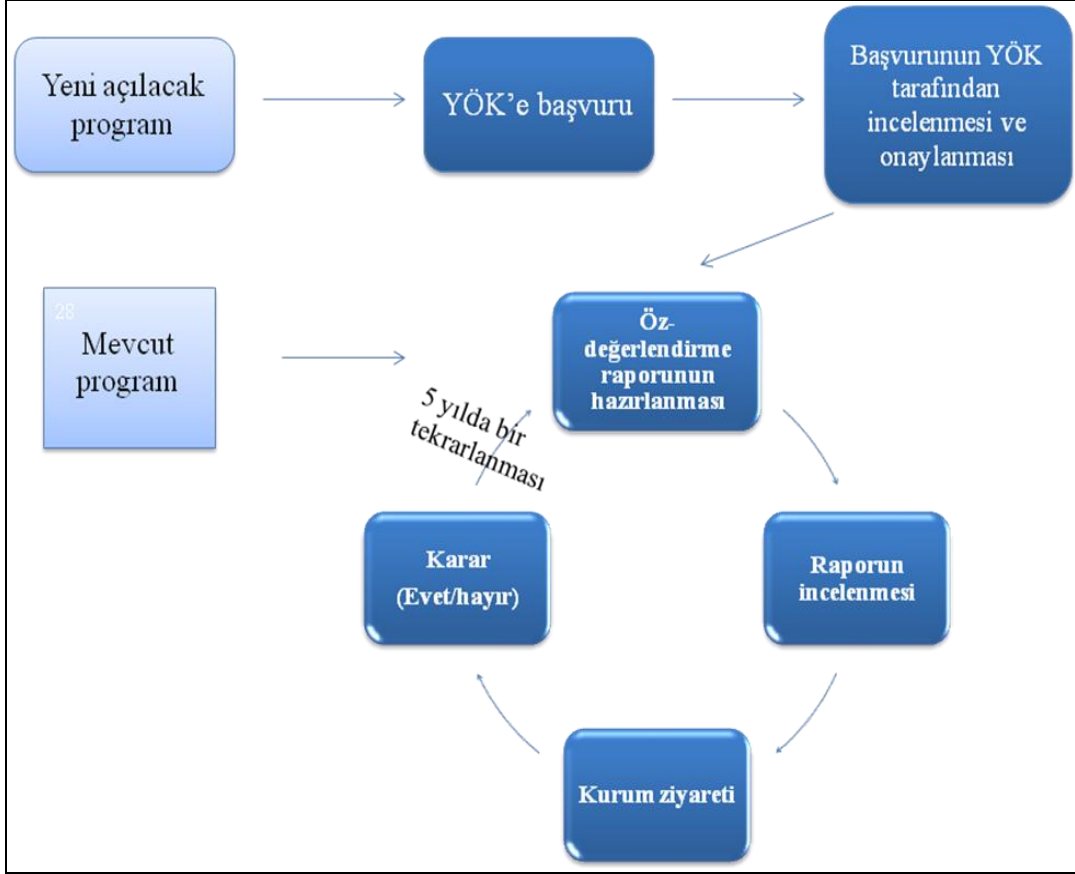 Yeni açılacak
program
YÖK’e başvuru
Başvurunun YÖK
tarafından
incelenmesi ve
onaylanması
28
Mevcut
program
Öz-
değerlendirme
raporunun
hazırlanması
5 yılda bir
tekrarlanması
Karar
(Evet/hayır)
Raporun
incelenmesi
Kurum ziyareti